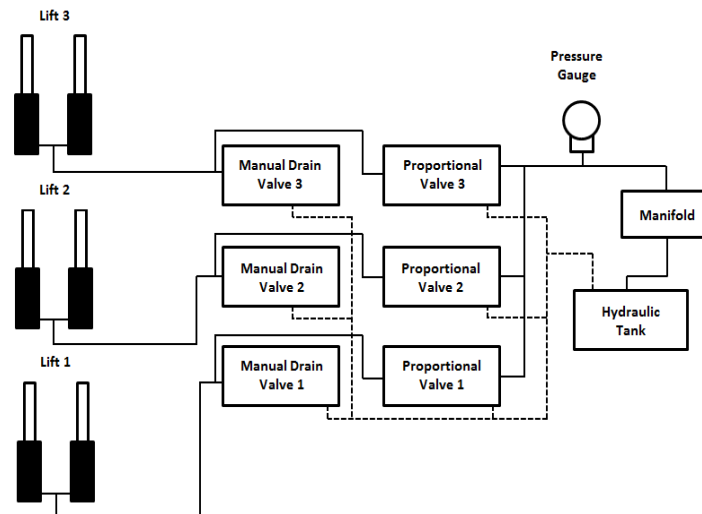 Lift 3
Pressure
Gauge
Manual Drain
Valve 3
Proportional
Valve 3
Lift 2
Manifold
Manual Drain
Valve 2
Proportional
Valve 2
Hydraulic
Tank
Lift 1
Manual Drain
Valve 1
Proportional
Valve 1